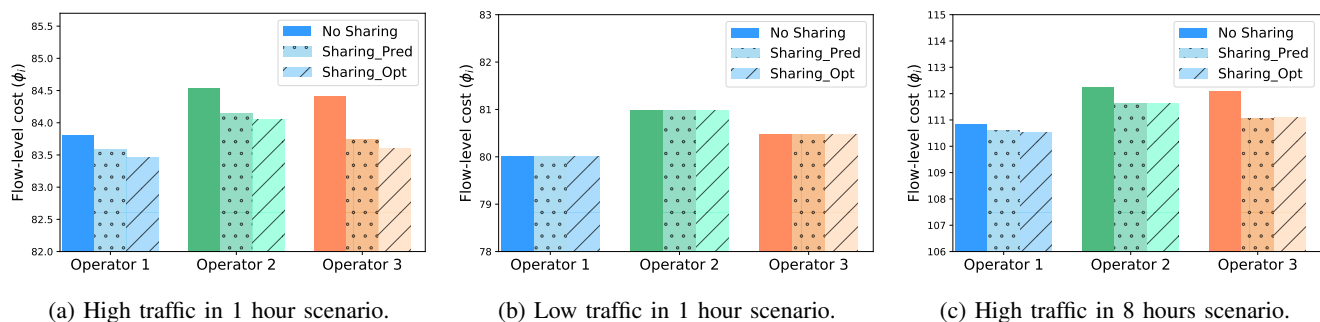 Flow-level cost (ϕi)
85.5
85.0
84.5
84.0
83.5
83.0
82.5
82.0
No Sharing
Sharing_Pred
Sharing_Opt
Operator 1 Operator 2 Operator 3
(a) High traffic in 1 hour scenario.
Flow-level cost (ϕi)
83
82
81
80
79
78
No Sharing
Sharing_Pred
Sharing_Opt
Operator 1 Operator 2 Operator 3
(b) Low traffic in 1 hour scenario.
Flow-level cost (ϕi)
115
113
112
111
110
108
107
106
No Sharing
Sharing_Pred
Sharing_Opt
Operator 1 Operator 2 Operator 3
(c) High traffic in 8 hours scenario.